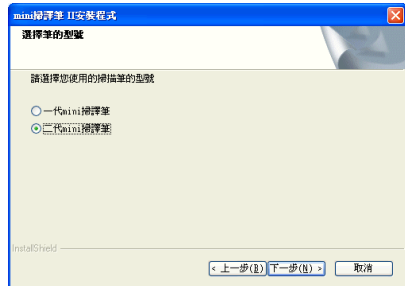 mini掃譯筆 II安裝程式
選擇筆的型號
請選擇您使用的掃描筆的型號
一代mini掃譯筆
二代mini掃譯筆
InstallShield
< 上一步(B)
下一步(N) >
取消